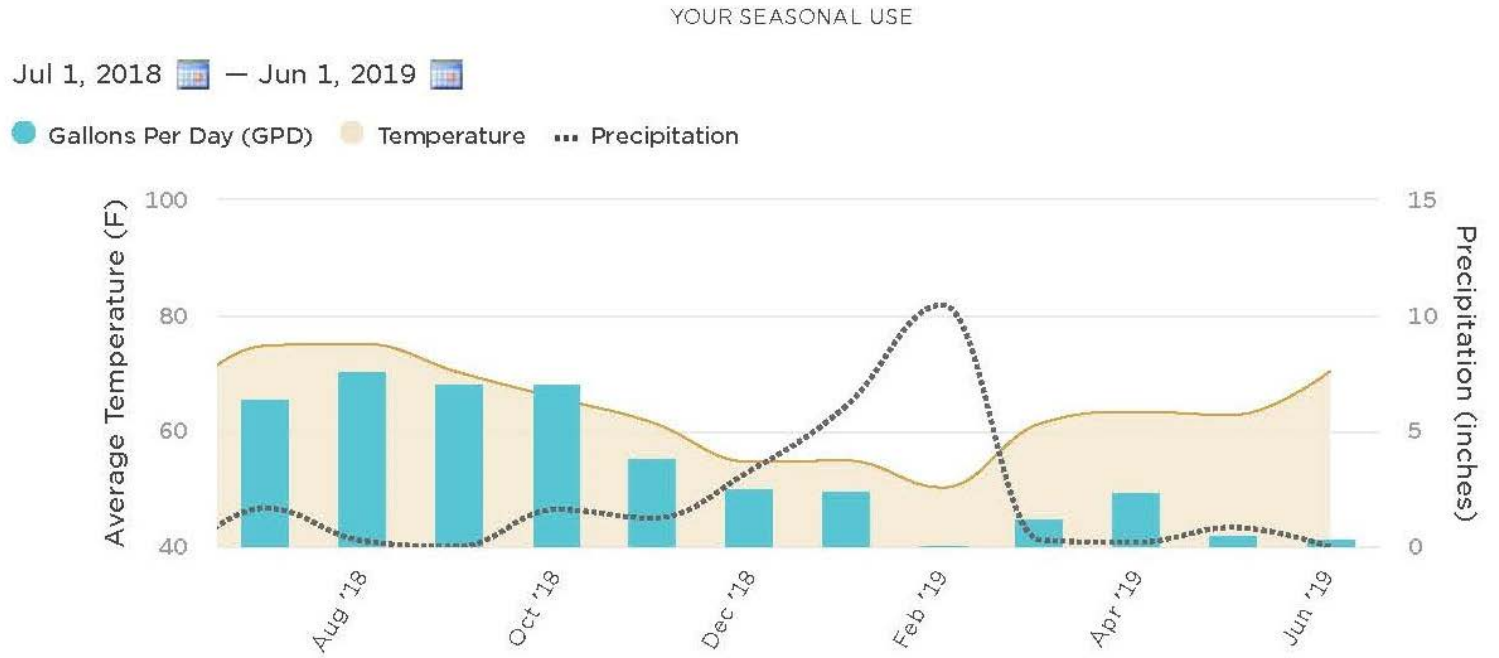 YOUR SEASONAL USE
Jul 1, 2018 — Jun 1, 2019
Gallons Per Day (GPD) Temperature Precipitation
Average Temperature (F)
100
80
60
40
15
10
5
0
Precipitation (inches)
Aug '18
Oct '18
Dec '18
Feb '19
Apr '19
Jun '19